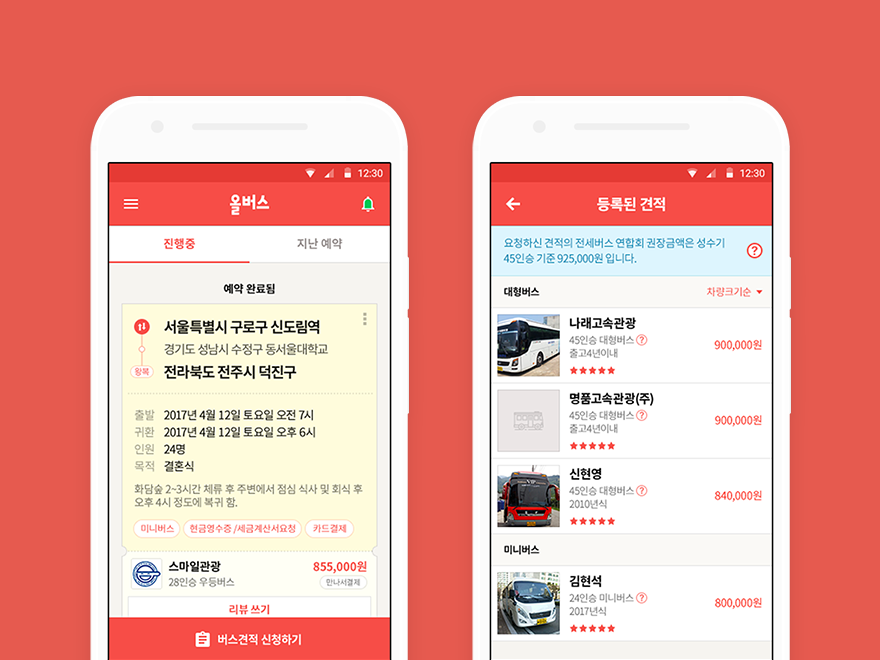 12:30
올버스
진행중
지난 예약
예약 완료됨
서울특별시 구로구 신도림역
경기도 성남시 수정구 동서울대학교
왕복
전라북도 전주시 덕진구
출발 2017년 4월 12일 토요일 오전 7시
귀환 2017년 4월 12일 토요일 오후 6시
인원 24명
목적 결혼식
화담숲 2~3시간 체류 후 주변에서 점심 식사 및 회식 후
오후 4시 정도에 복귀 함.
미니버스
현금영수증 /세금계산서요청
카드결제
스마일관광
855,000원
28인승 우등버스
만나서결제
리뷰 쓰기
버스견적 신청하기
12:30
등록된 견적
요청하신 견적의 전세버스 연합회 권장금액은 성수기
45인승 기준 925,000원 입니다.
?
대형버스
차량크기순
나래고속관광
45인승 대형버스 ?
출고4년이내
900,000원
명품고속관광(주)
45인승 대형버스 ?
출고4년이내
900,000원
VIP
신현영
45인승 대형버스 ?
2010년식
840,000원
미니버스
김현석
24인승 미니버스 ?
2017년식
800,000원